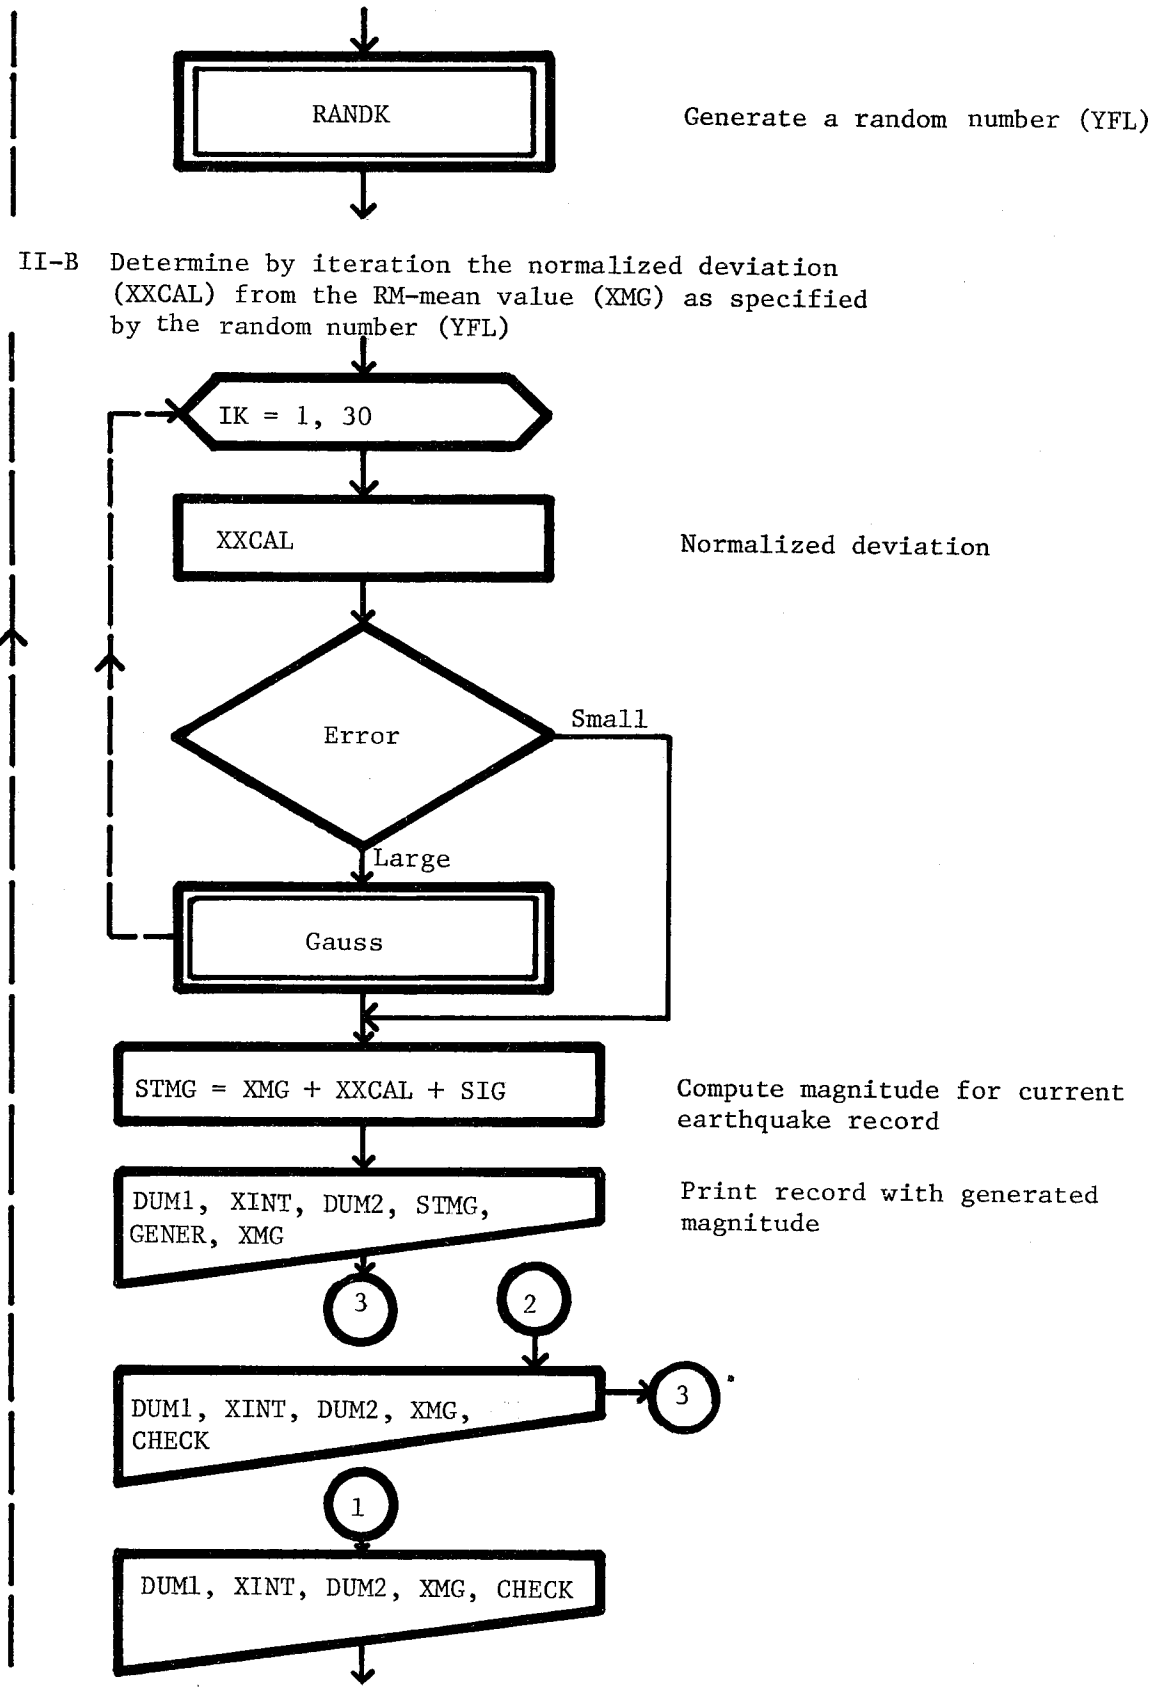 RANDK
Generate a random number (YFL)
II-B Determine by iteration the normalized deviation
(XXCAL) from the RM-mean value (XMG) as specified
by the random number (YFL)
IK = 1, 30
XXCAL
Normalized deviation
Error
Small
Large
Gauss
STMG = XMG + XXCAL + SIG
Compute magnitude for current
earthquake record
DUM1, XINT, DUM2, STMG,
GENER, XMG
Print record with generated
magnitude
3
2
DUM1, XINT, DUM2, XMG,
CHECK
3
1
DUM1, XINT, DUM2, XMG, CHECK